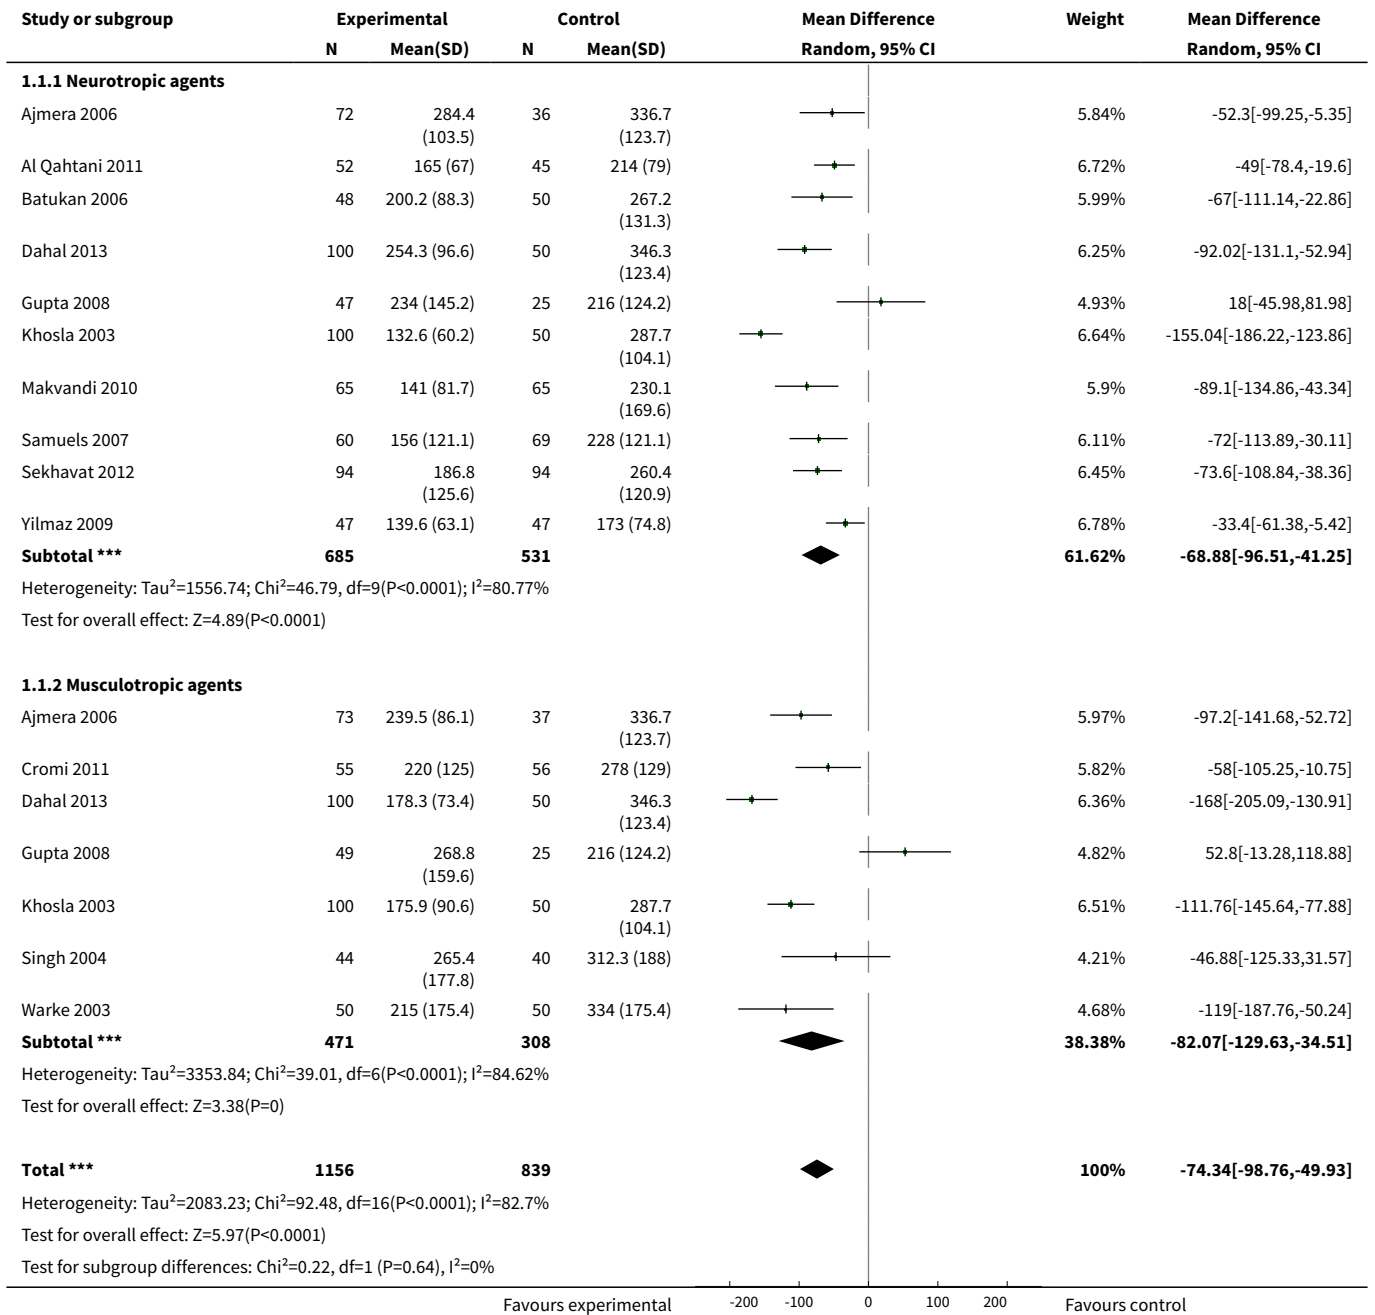 Study or subgroup Experimental Control Mean Difference Weight Mean Difference
N Mean(SD) N Mean(SD) Random, 95% CI Random, 95% CI
1.1.1 Neurotropic agents
Ajmera 2006 72 284.4 36 336.7 5.84% -52.3[-99.25,-5.35]
(103.5) (123.7)
Al Qahtani 2011 52 165 (67) 45 214 (79) 6.72% -49[-78.4,-19.6]
Batukan 2006 48 200.2 (88.3) 50 267.2 5.99% -67[-111.14,-22.86]
(131.3)
Dahal 2013 100 254.3 (96.6) 50 346.3 6.25% -92.02[-131.1,-52.94]
(123.4)
Gupta 2008 47 234 (145.2) 25 216 (124.2) 4.93% 18[-45.98,81.98]
Khosla 2003 100 132.6 (60.2) 50 287.7 6.64% -155.04[-186.22,-123.86]
(104.1)
Makvandi 2010 65 141 (81.7) 65 230.1 5.9% -89.1[-134.86,-43.34]
(169.6)
Samuels 2007 60 156 (121.1) 69 228 (121.1) 6.11% -72[-113.89,-30.11]
Sekhavat 2012 94 186.8 94 260.4 6.45% -73.6[-108.84,-38.36]
(125.6) (120.9)
Yilmaz 2009 47 139.6 (63.1) 47 173 (74.8) 6.78% -33.4[-61.38,-5.42]
Subtotal *** 685 531 61.62% -68.88[-96.51,-41.25]
Heterogeneity: Tau²=1556.74; Chi²=46.79, df=9(P<0.0001); I²=80.77%
Test for overall effect: Z=4.89(P<0.0001)
1.1.2 Musculotropic agents
Ajmera 2006 73 239.5 (86.1) 37 336.7 5.97% -97.2[-141.68,-52.72]
(123.7)
Cromi 2011 55 220 (125) 56 278 (129) 5.82% -58[-105.25,-10.75]
Dahal 2013 100 178.3 (73.4) 50 346.3 6.36% -168[-205.09,-130.91]
(123.4)
Gupta 2008 49 268.8 25 216 (124.2) 4.82% 52.8[-13.28,118.88]
(159.6)
Khosla 2003 100 175.9 (90.6) 50 287.7 6.51% -111.76[-145.64,-77.88]
(104.1)
Singh 2004 44 265.4 40 312.3 (188) 4.21% -46.88[-125.33,31.57]
(177.8)
Warke 2003 50 215 (175.4) 50 334 (175.4) 4.68% -119[-187.76,-50.24]
Subtotal *** 471 308 38.38% -82.07[-129.63,-34.51]
Heterogeneity: Tau²=3353.84; Chi²=39.01, df=6(P<0.0001); I²=84.62%
Test for overall effect: Z=3.38(P=0)
Total *** 1156 839 100% -74.34[-98.76,-49.93]
Heterogeneity: Tau²=2083.23; Chi²=92.48, df=16(P<0.0001); I²=82.7%
Test for overall effect: Z=5.97(P<0.0001)
Test for subgroup differences: Chi²=0.22, df=1 (P=0.64), I²=0%
Favours experimental -200 -100 0 100 200 Favours control